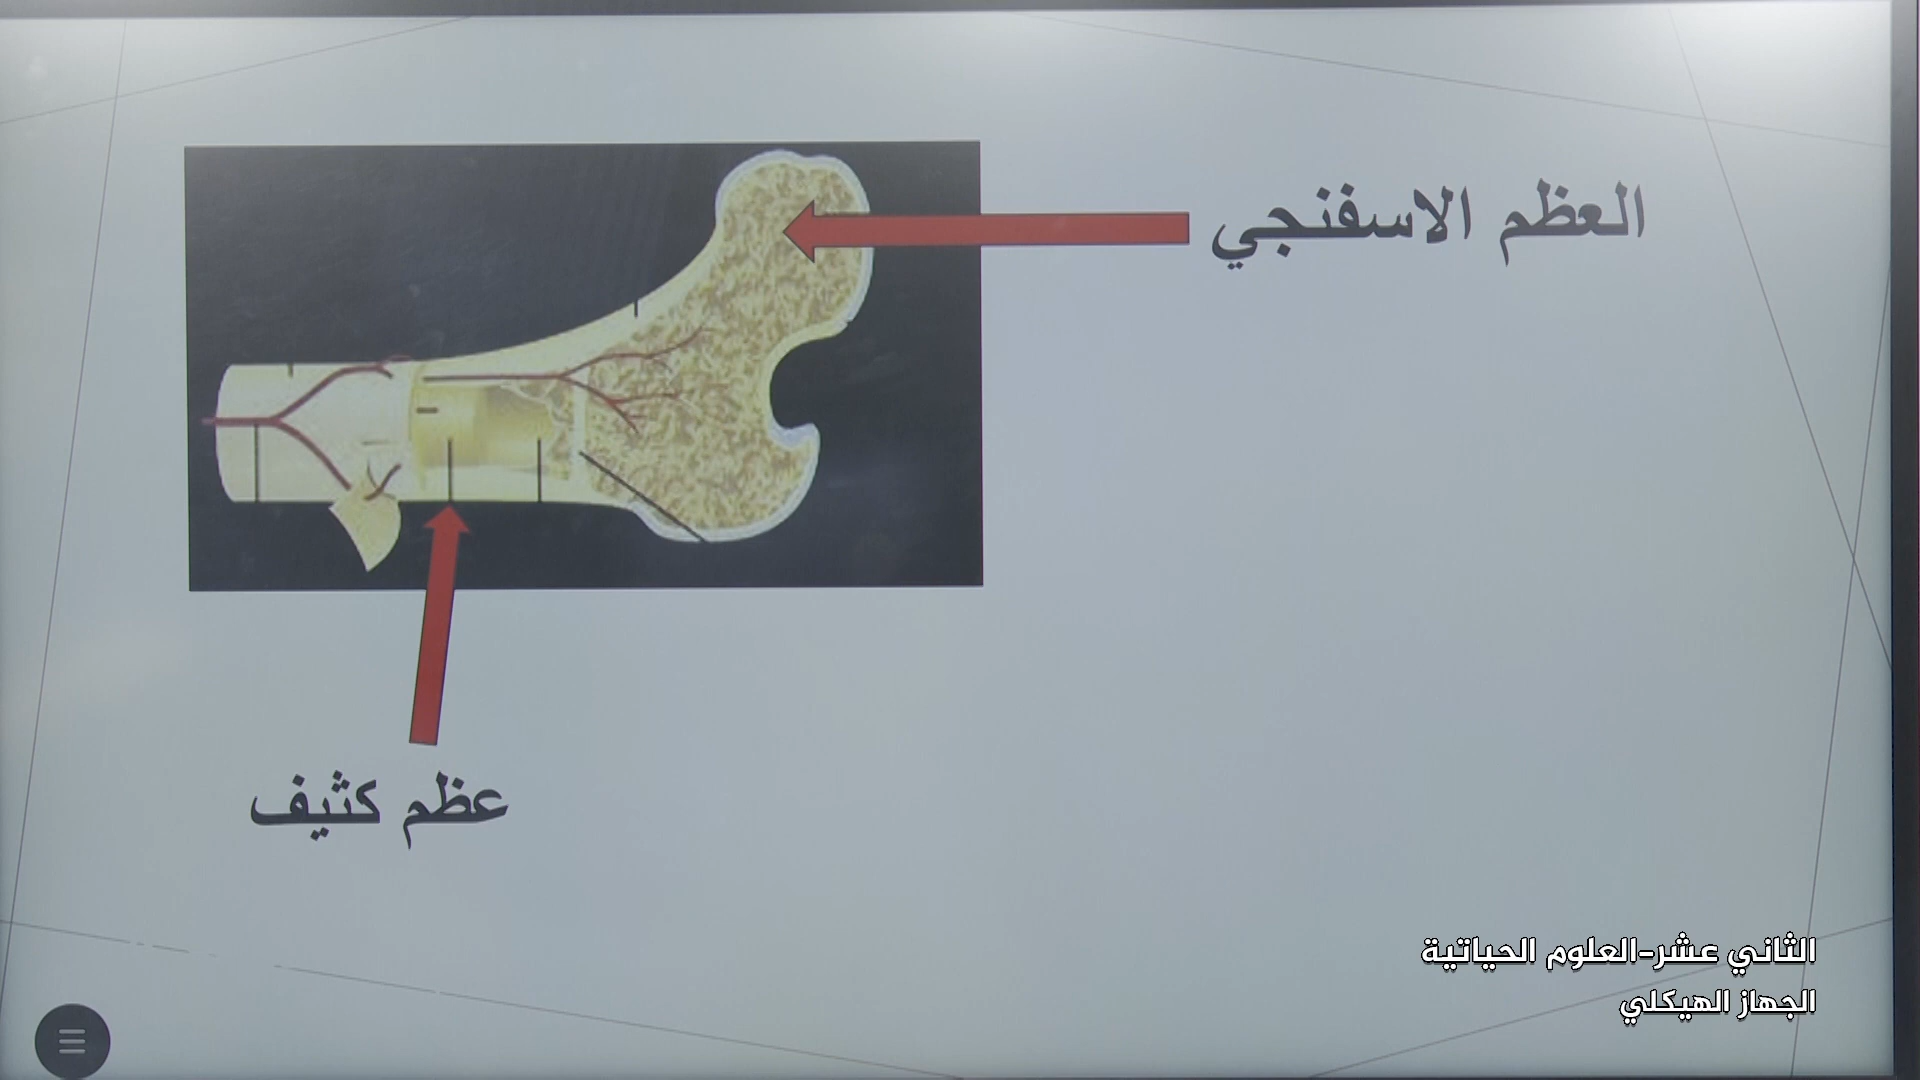 العظم الاسفنجي
عظم كثيف
الثاني عشر-العلوم الحياتية
الجهاز الهيكلي